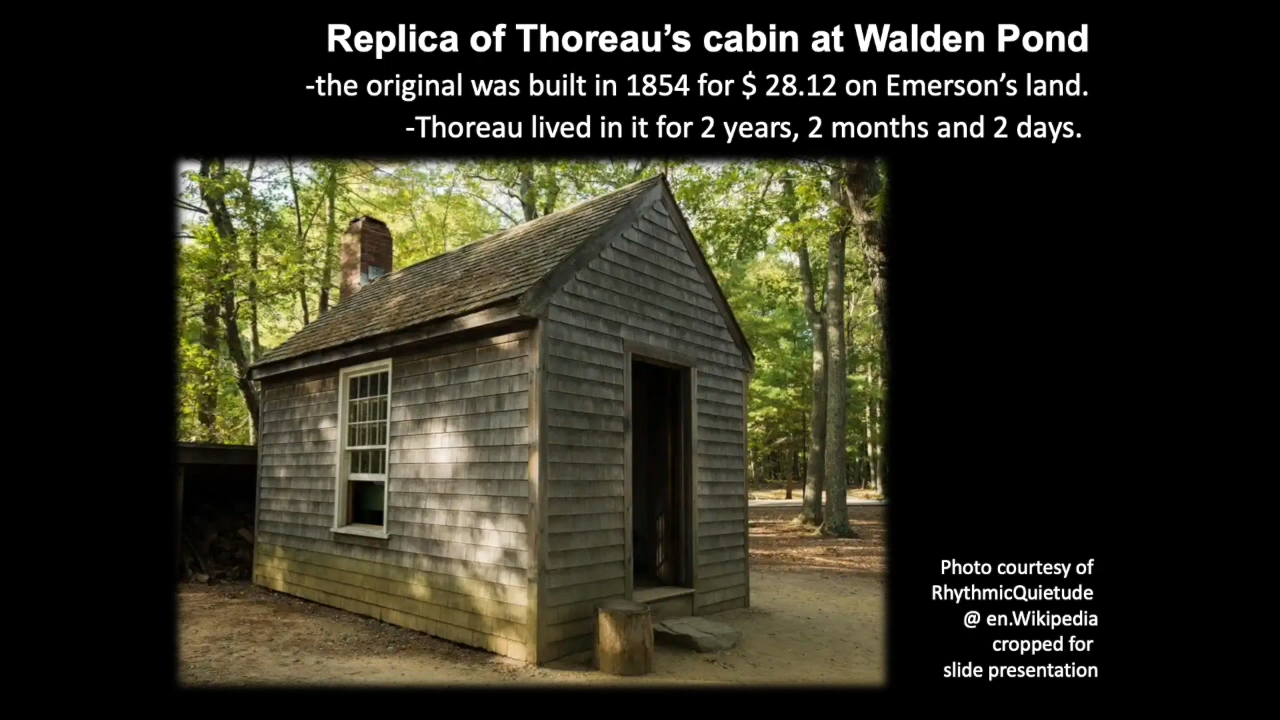 Replica of Thoreau’s cabin at Walden Pond
-the original was built in 1854 for $ 28.12 on Emerson’s land.
-Thoreau lived in it for 2 years, 2 months and 2 days.
Photo courtesy of
RhythmicQuietude
@ en.Wikipedia
cropped for
slide presentation